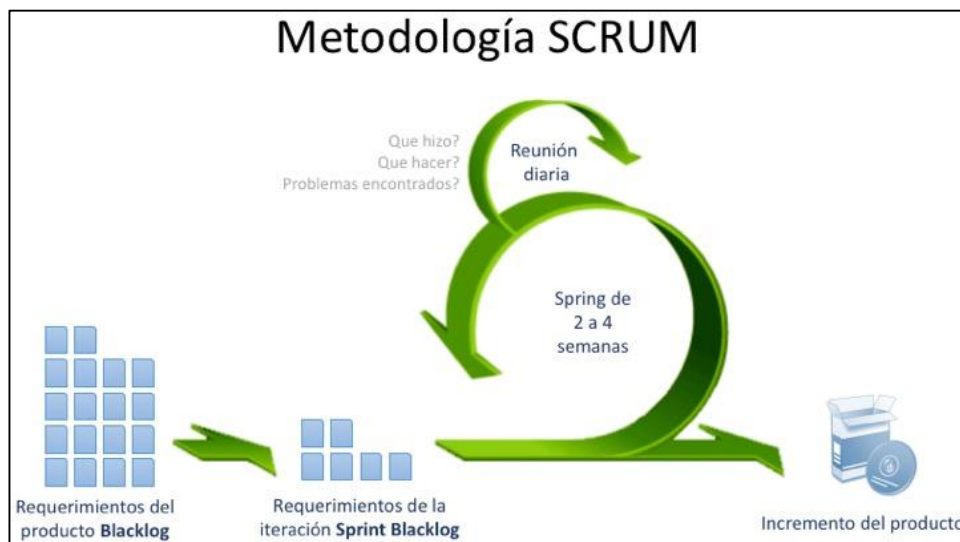 Metodología SCRUM
Que hizo?
Que hacer?
Problemas encontrados?
Reunión
diaria
Spring de
2 a 4
semanas
Requerimientos del
producto Blacklog
Requerimientos de la
iteración Sprint Blacklog
Incremento del producto